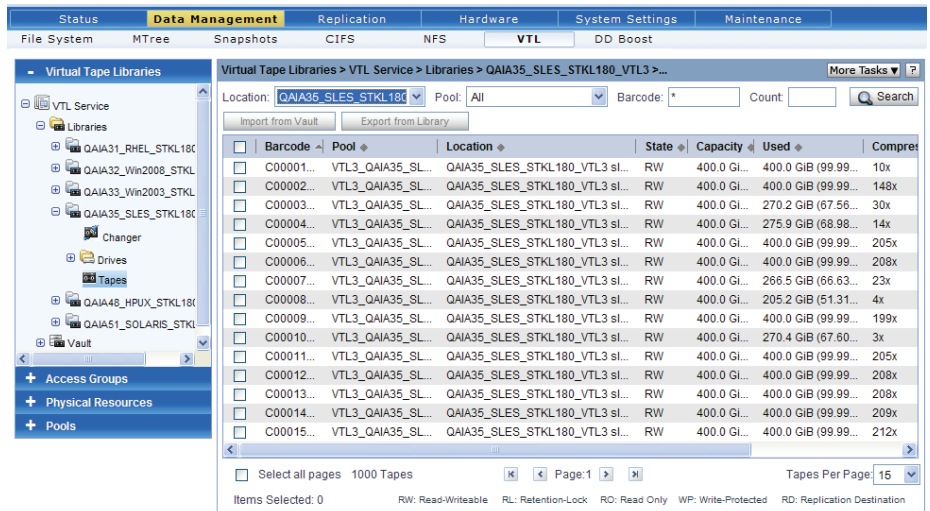 Status Data Management Replication Hardware System Settings Maintenance
File System MTree Snapshots CIFS NFS VTL DD Boost
- Virtual Tape Libraries
VTL Service
Libraries
QAIA31_RHEL_STKL180
QAIA32_Win2008_STKL
QAIA33_Win2003_STKL
QAIA35_SLES_STKL180
Changer
Drives
Tapes
QAIA48_HPUX_STKL180
QAIA51_SOLARIS_STKL
Vault
+ Access Groups
+ Physical Resources
+ Pools
Virtual Tape Libraries > VTL Service > Libraries > QAIA35_SLES_STKL180_VTL3 >... More Tasks ▼ ?
Location: QAIA35_SLES_STKL180 Pool: All Barcode: * Count: Search
Import from Vault Export from Library
Barcode Pool Location State Capacity Used Compres
C00001... VTL3_QAIA35_SL... QAIA35_SLES_STKL180_VTL3 sl... RW 400.0 Gi... 400.0 GiB (99.99... 10x
C00002... VTL3_QAIA35_SL... QAIA35_SLES_STKL180_VTL3 sl... RW 400.0 Gi... 400.0 GiB (99.99... 148x
C00003... VTL3_QAIA35_SL... QAIA35_SLES_STKL180_VTL3 sl... RW 400.0 Gi... 270.2 GiB (67.56... 30x
C00004... VTL3_QAIA35_SL... QAIA35_SLES_STKL180_VTL3 sl... RW 400.0 Gi... 275.9 GiB (68.98... 14x
C00005... VTL3_QAIA35_SL... QAIA35_SLES_STKL180_VTL3 sl... RW 400.0 Gi... 400.0 GiB (99.99... 205x
C00006... VTL3_QAIA35_SL... QAIA35_SLES_STKL180_VTL3 sl... RW 400.0 Gi... 400.0 GiB (99.99... 208x
C00007... VTL3_QAIA35_SL... QAIA35_SLES_STKL180_VTL3 sl... RW 400.0 Gi... 266.5 GiB (66.63... 23x
C00008... VTL3_QAIA35_SL... QAIA35_SLES_STKL180_VTL3 sl... RW 400.0 Gi... 205.2 GiB (51.31... 4x
C00009... VTL3_QAIA35_SL... QAIA35_SLES_STKL180_VTL3 sl... RW 400.0 Gi... 400.0 GiB (99.99... 199x
C00010... VTL3_QAIA35_SL... QAIA35_SLES_STKL180_VTL3 sl... RW 400.0 Gi... 270.4 GiB (67.60... 3x
C00011... VTL3_QAIA35_SL... QAIA35_SLES_STKL180_VTL3 sl... RW 400.0 Gi... 400.0 GiB (99.99... 205x
C00012... VTL3_QAIA35_SL... QAIA35_SLES_STKL180_VTL3 sl... RW 400.0 Gi... 400.0 GiB (99.99... 208x
C00013... VTL3_QAIA35_SL... QAIA35_SLES_STKL180_VTL3 sl... RW 400.0 Gi... 400.0 GiB (99.99... 208x
C00014... VTL3_QAIA35_SL... QAIA35_SLES_STKL180_VTL3 sl... RW 400.0 Gi... 400.0 GiB (99.99... 209x
C00015... VTL3_QAIA35_SL... QAIA35_SLES_STKL180_VTL3 sl... RW 400.0 Gi... 400.0 GiB (99.99... 212x
Select all pages 1000 Tapes Page:1 Tapes Per Page: 15
Items Selected: 0 RW: Read-Writeable RL: Retention-Lock RO: Read Only WP: Write-Protected RD: Replication Destination